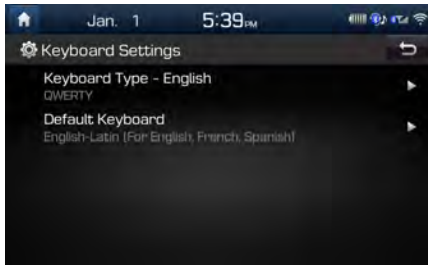 Jan. 1 5:39PM
Keyboard Settings
Keyboard Type - English
QWERTY
Default Keyboard
English-Latin (For English, French, Spanish)